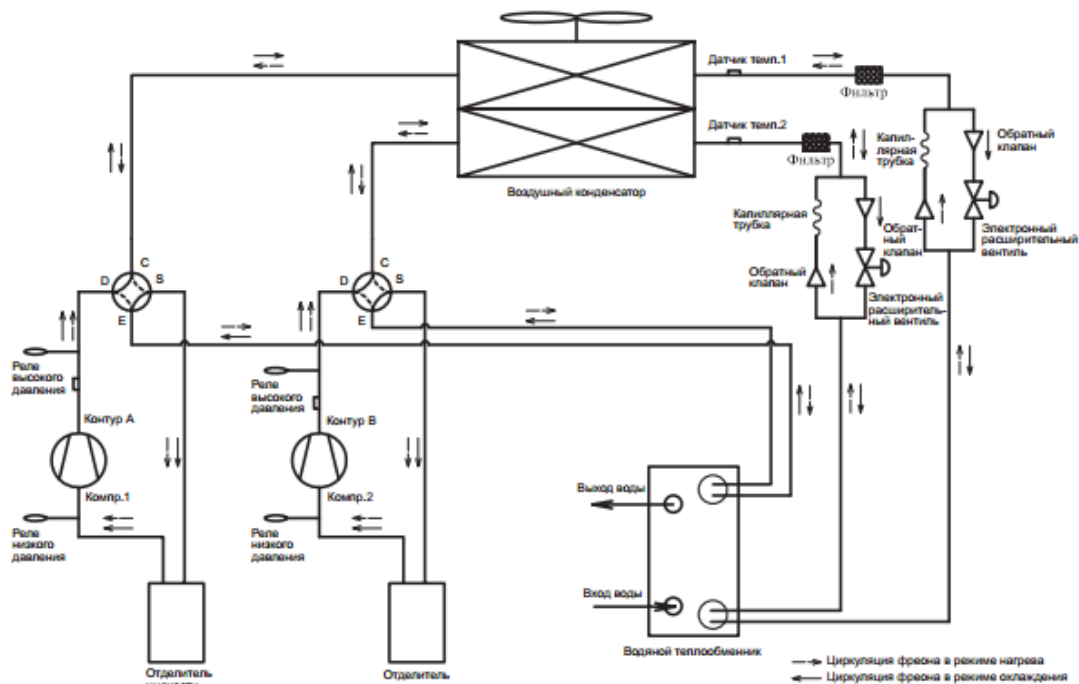 Датчик темп.1
Фильтр
Датчик темп.2
Фильтр
Воздушный конденсатор
Капил-
лярная
трубка
Обратный
клапан
Капиллярная
трубка
Обрат-
ный
клапан
Электронный
расширительный
вентиль
Обратный
клапан
Электронный
расширитель-
ный вентиль
C
D
S
E
C
D
S
E
Реле
высокого
давления
Реле
высокого
давления
Контур A
Контур B
Компр.1
Компр.2
Реле
низкого
давления
Реле
низкого
давления
Выход воды
Вход воды
Водяной теплообменник
Отделитель
Отделитель
Циркуляция фреона в режиме нагрева
Циркуляция фреона в режиме охлаждения